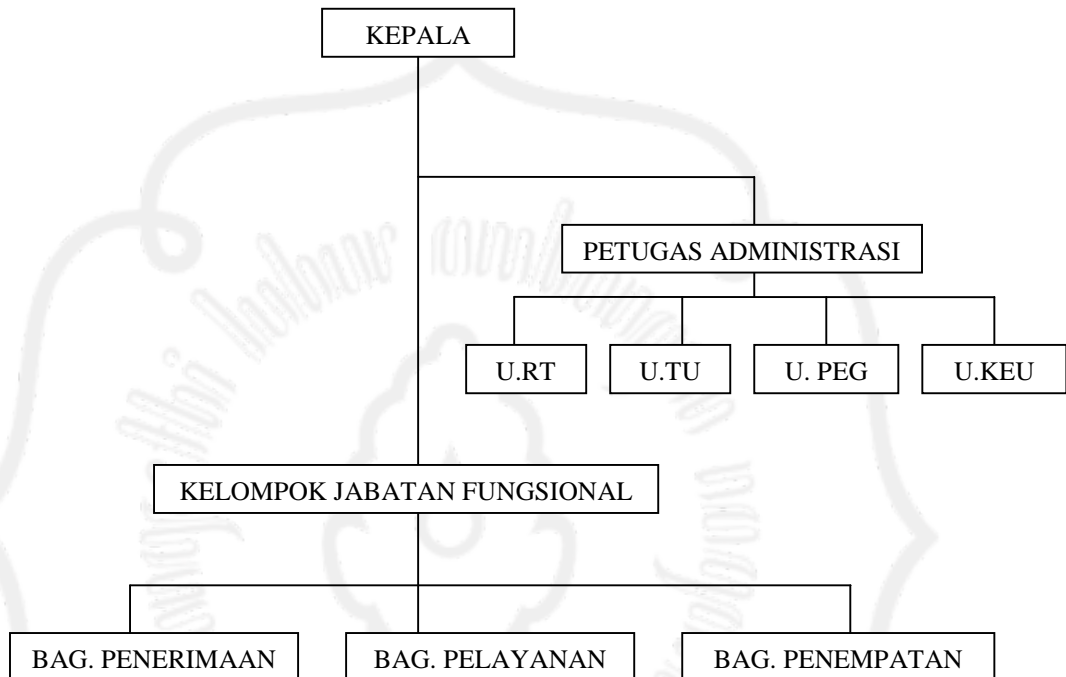 KEPALA
PETUGAS ADMINISTRASI
U.RT
U.TU
U. PEG
U.KEU
KELOMPOK JABATAN FUNGSIONAL
BAG. PENERIMAAN
BAG. PELAYANAN
BAG. PENEMPATAN